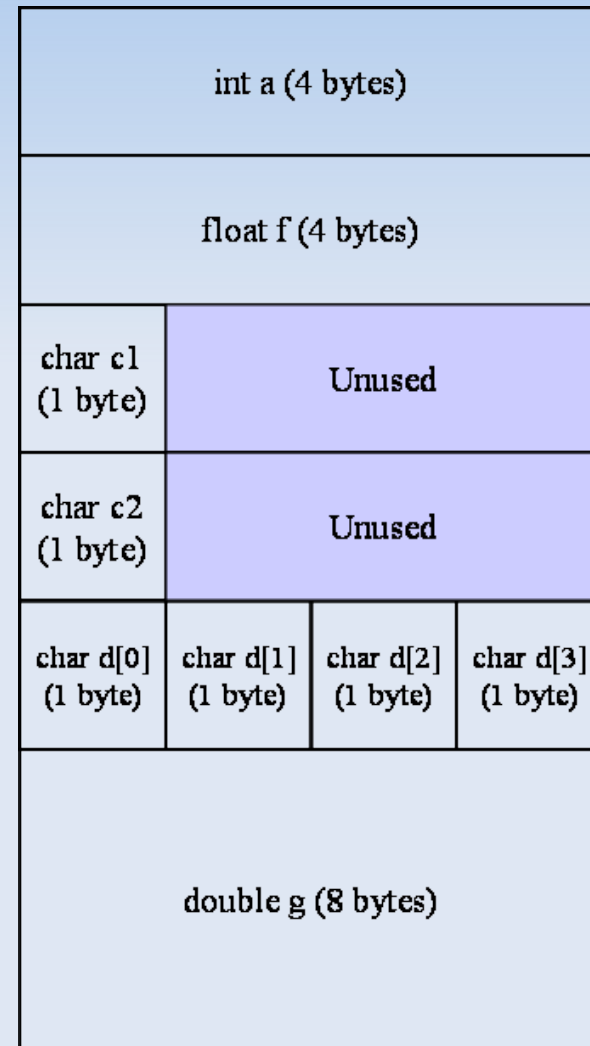 int a (4 bytes)
float f (4 bytes)
char c1
(1 byte)
Unused
char c2
(1 byte)
Unused
char d[0]
(1 byte)
char d[1]
(1 byte)
char d[2]
(1 byte)
char d[3]
(1 byte)
double g (8 bytes)